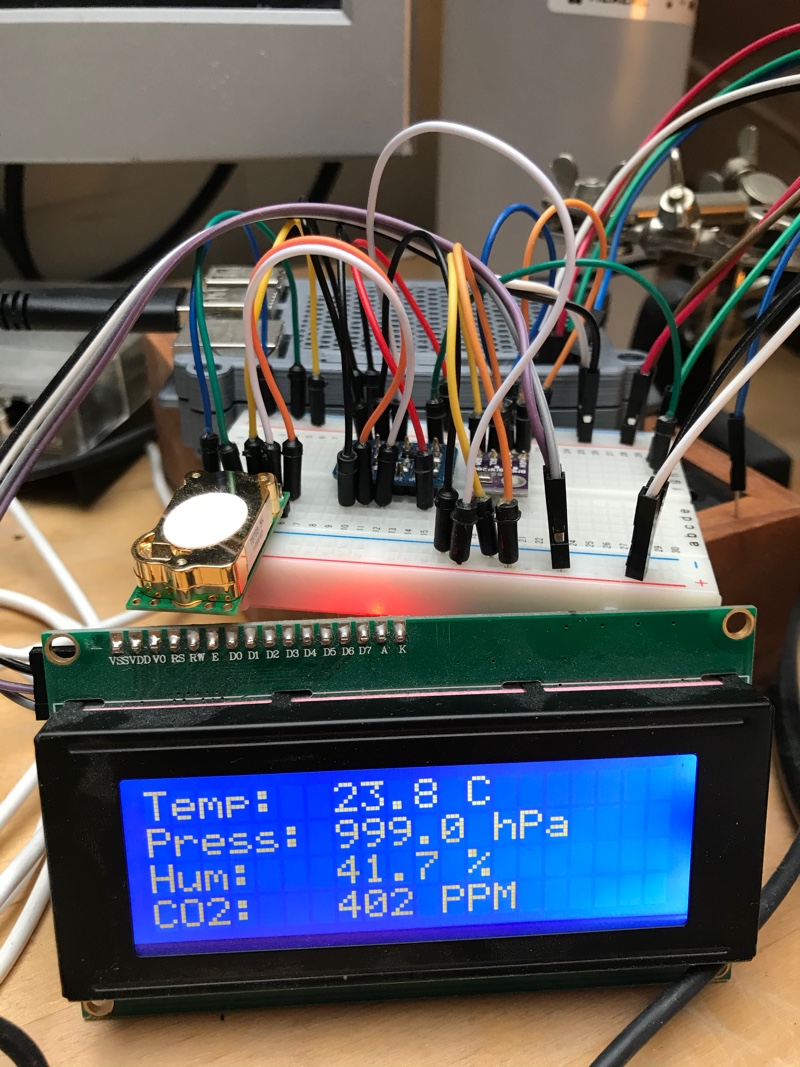 VSS VDD V0 RS RW E D0 D1 D2 D3 D4 D5 D6 D7 A K
Temp: 23.8 C
Press: 999.0 hPa
Hum: 41.7 %
CO2: 402 PPM